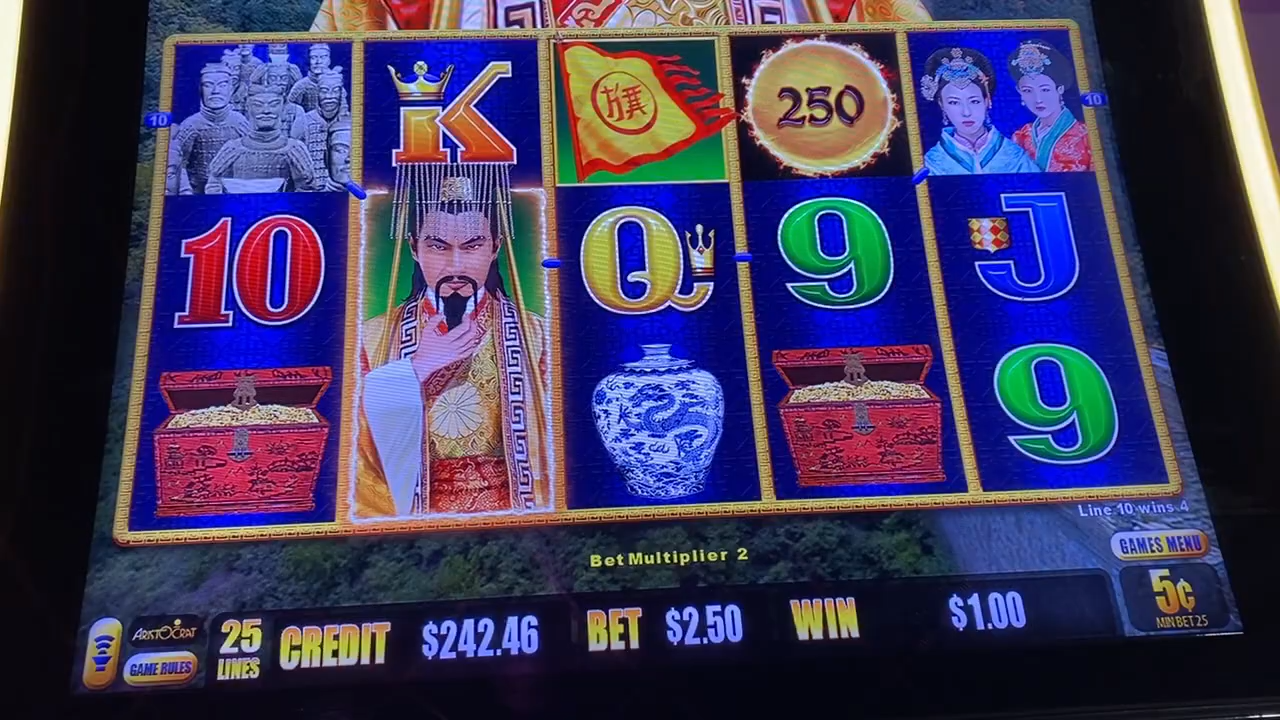 K
旗
250
10
10
10
Q
9
J
9
Line 10 wins 4
Bet Multiplier 2
GAMES MENU
ARISTOCRAT
GAME RULES
25
LINES
CREDIT $242.46 BET $2.50 WIN $1.00
5¢
MIN BET 25